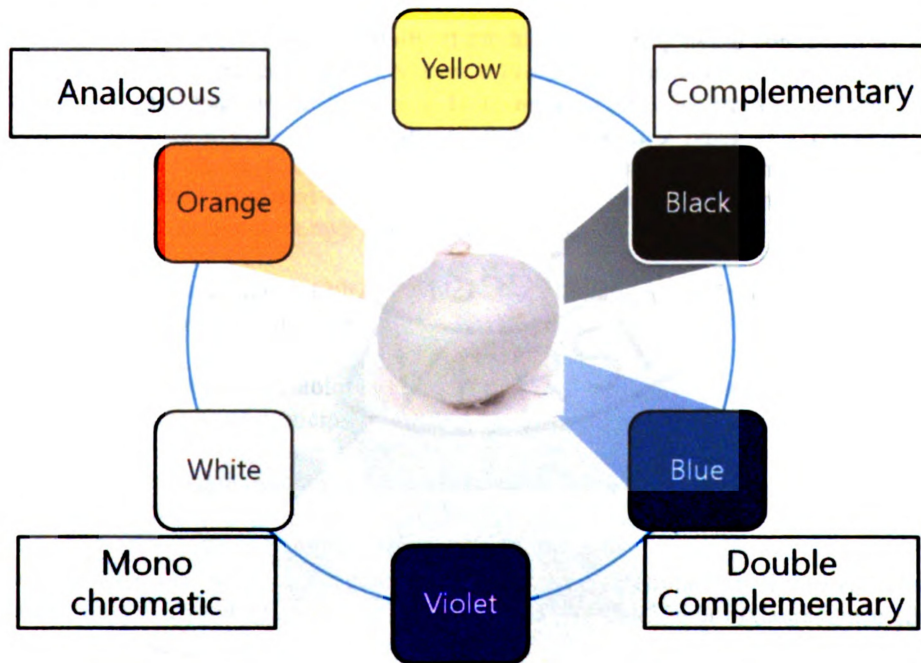 Yellow
Analogous
Complementary
Orange
Black
White
Blue
Mono
chromatic
Violet
Double
Complementary